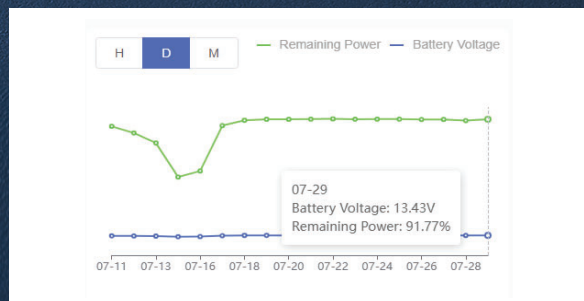 H D M Remaining Power Battery Voltage
07-29
Battery Voltage: 13.43V
Remaining Power: 91.77%
07-11 07-13 07-16 07-18 07-20 07-22 07-24 07-26 07-28